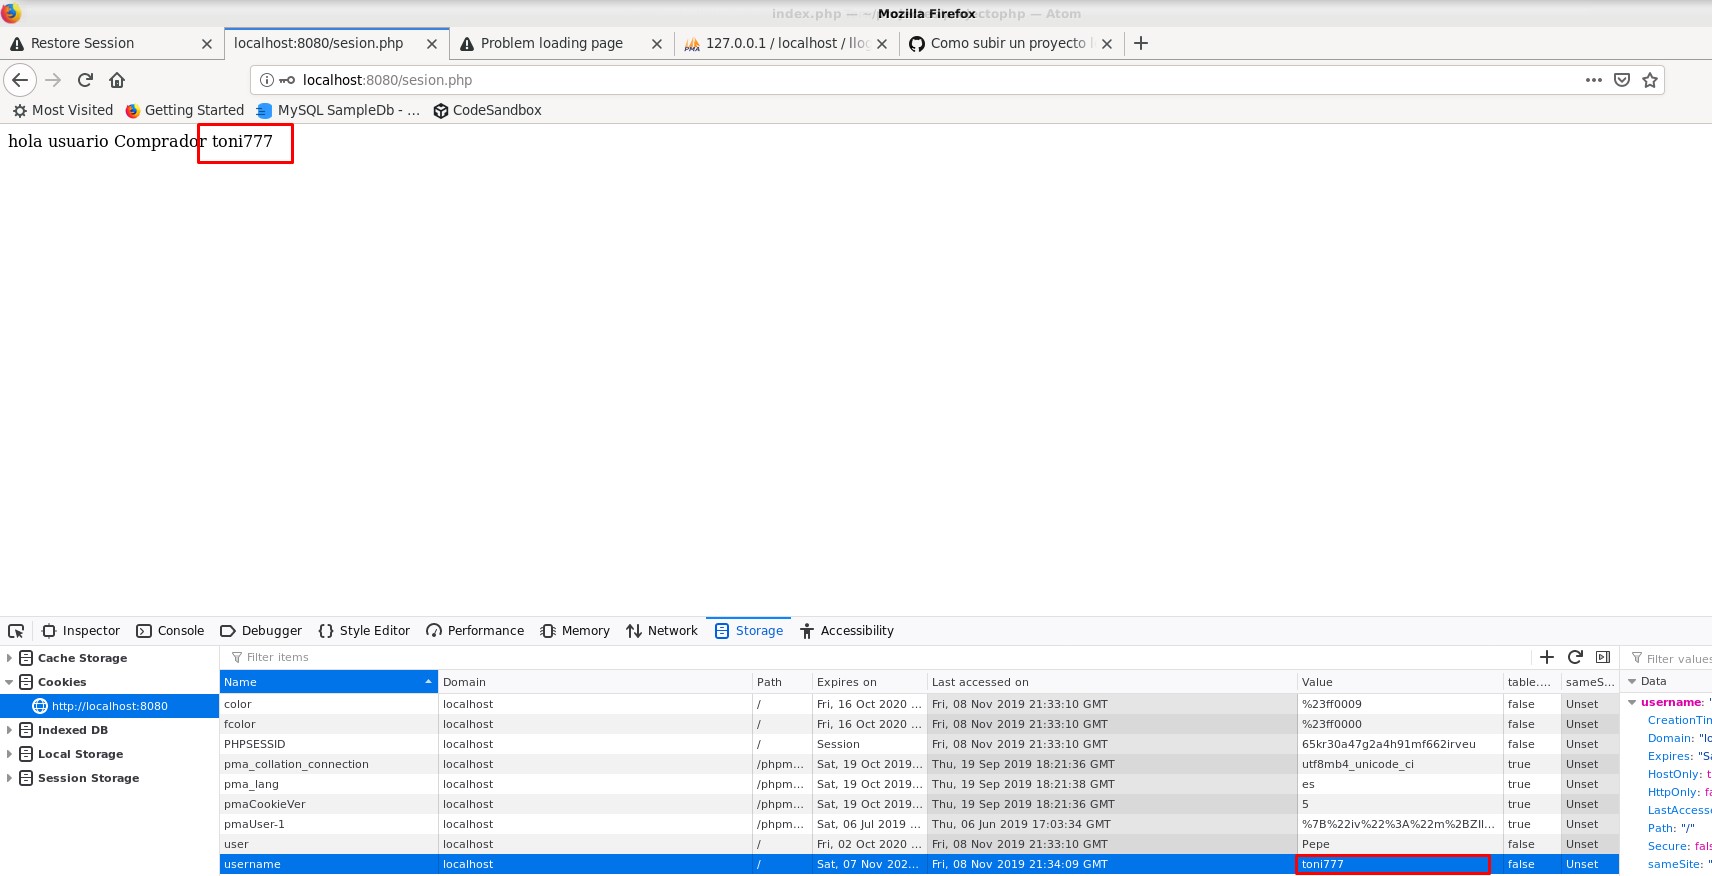 index.php — ~/p Mozilla Firefox ctophp — Atom
Restore Session
localhost:8080/sesion.php
Problem loading page
127.0.0.1 / localhost / llog
Como subir un proyecto
localhost:8080/sesion.php
Most Visited Getting Started MySQL SampleDb - ... CodeSandbox
hola usuario Comprador toni777
Inspector Console Debugger {} Style Editor Performance Memory Network Storage Accessibility
Cache Storage
Cookies
http://localhost:8080
Indexed DB
Local Storage
Session Storage
Filter items
Name Domain Path Expires on Last accessed on Value table.... sameS...
color localhost / Fri, 16 Oct 2020 ... Fri, 08 Nov 2019 21:33:10 GMT %23ff0009 false Unset
fcolor localhost / Fri, 16 Oct 2020 ... Fri, 08 Nov 2019 21:33:10 GMT %23ff0000 false Unset
PHPSESSID localhost / Session Fri, 08 Nov 2019 21:33:10 GMT 65kr30a47g2a4h91mf662irveu false Unset
pma_collation_connection localhost /phpm... Sat, 19 Oct 2019... Thu, 19 Sep 2019 18:21:36 GMT utf8mb4_unicode_ci true Unset
pma_lang localhost /phpm... Sat, 19 Oct 2019... Thu, 19 Sep 2019 18:21:38 GMT es true Unset
pmaCookieVer localhost /phpm... Sat, 19 Oct 2019... Thu, 19 Sep 2019 18:21:36 GMT 5 true Unset
pmaUser-1 localhost /phpm... Sat, 06 Jul 2019 ... Thu, 06 Jun 2019 17:03:34 GMT %7B%22iv%22%3A%22m%2BZll... true Unset
user localhost / Fri, 02 Oct 2020 ... Fri, 08 Nov 2019 21:33:10 GMT Pepe false Unset
username localhost / Sat, 07 Nov 202... Fri, 08 Nov 2019 21:34:09 GMT toni777 false Unset
Filter values
Data
username: "
CreationTim
Domain: "lo
Expires: "Sa
HostOnly: t
HttpOnly: fa
LastAccesse
Path: "/"
Secure: fals
sameSite: "